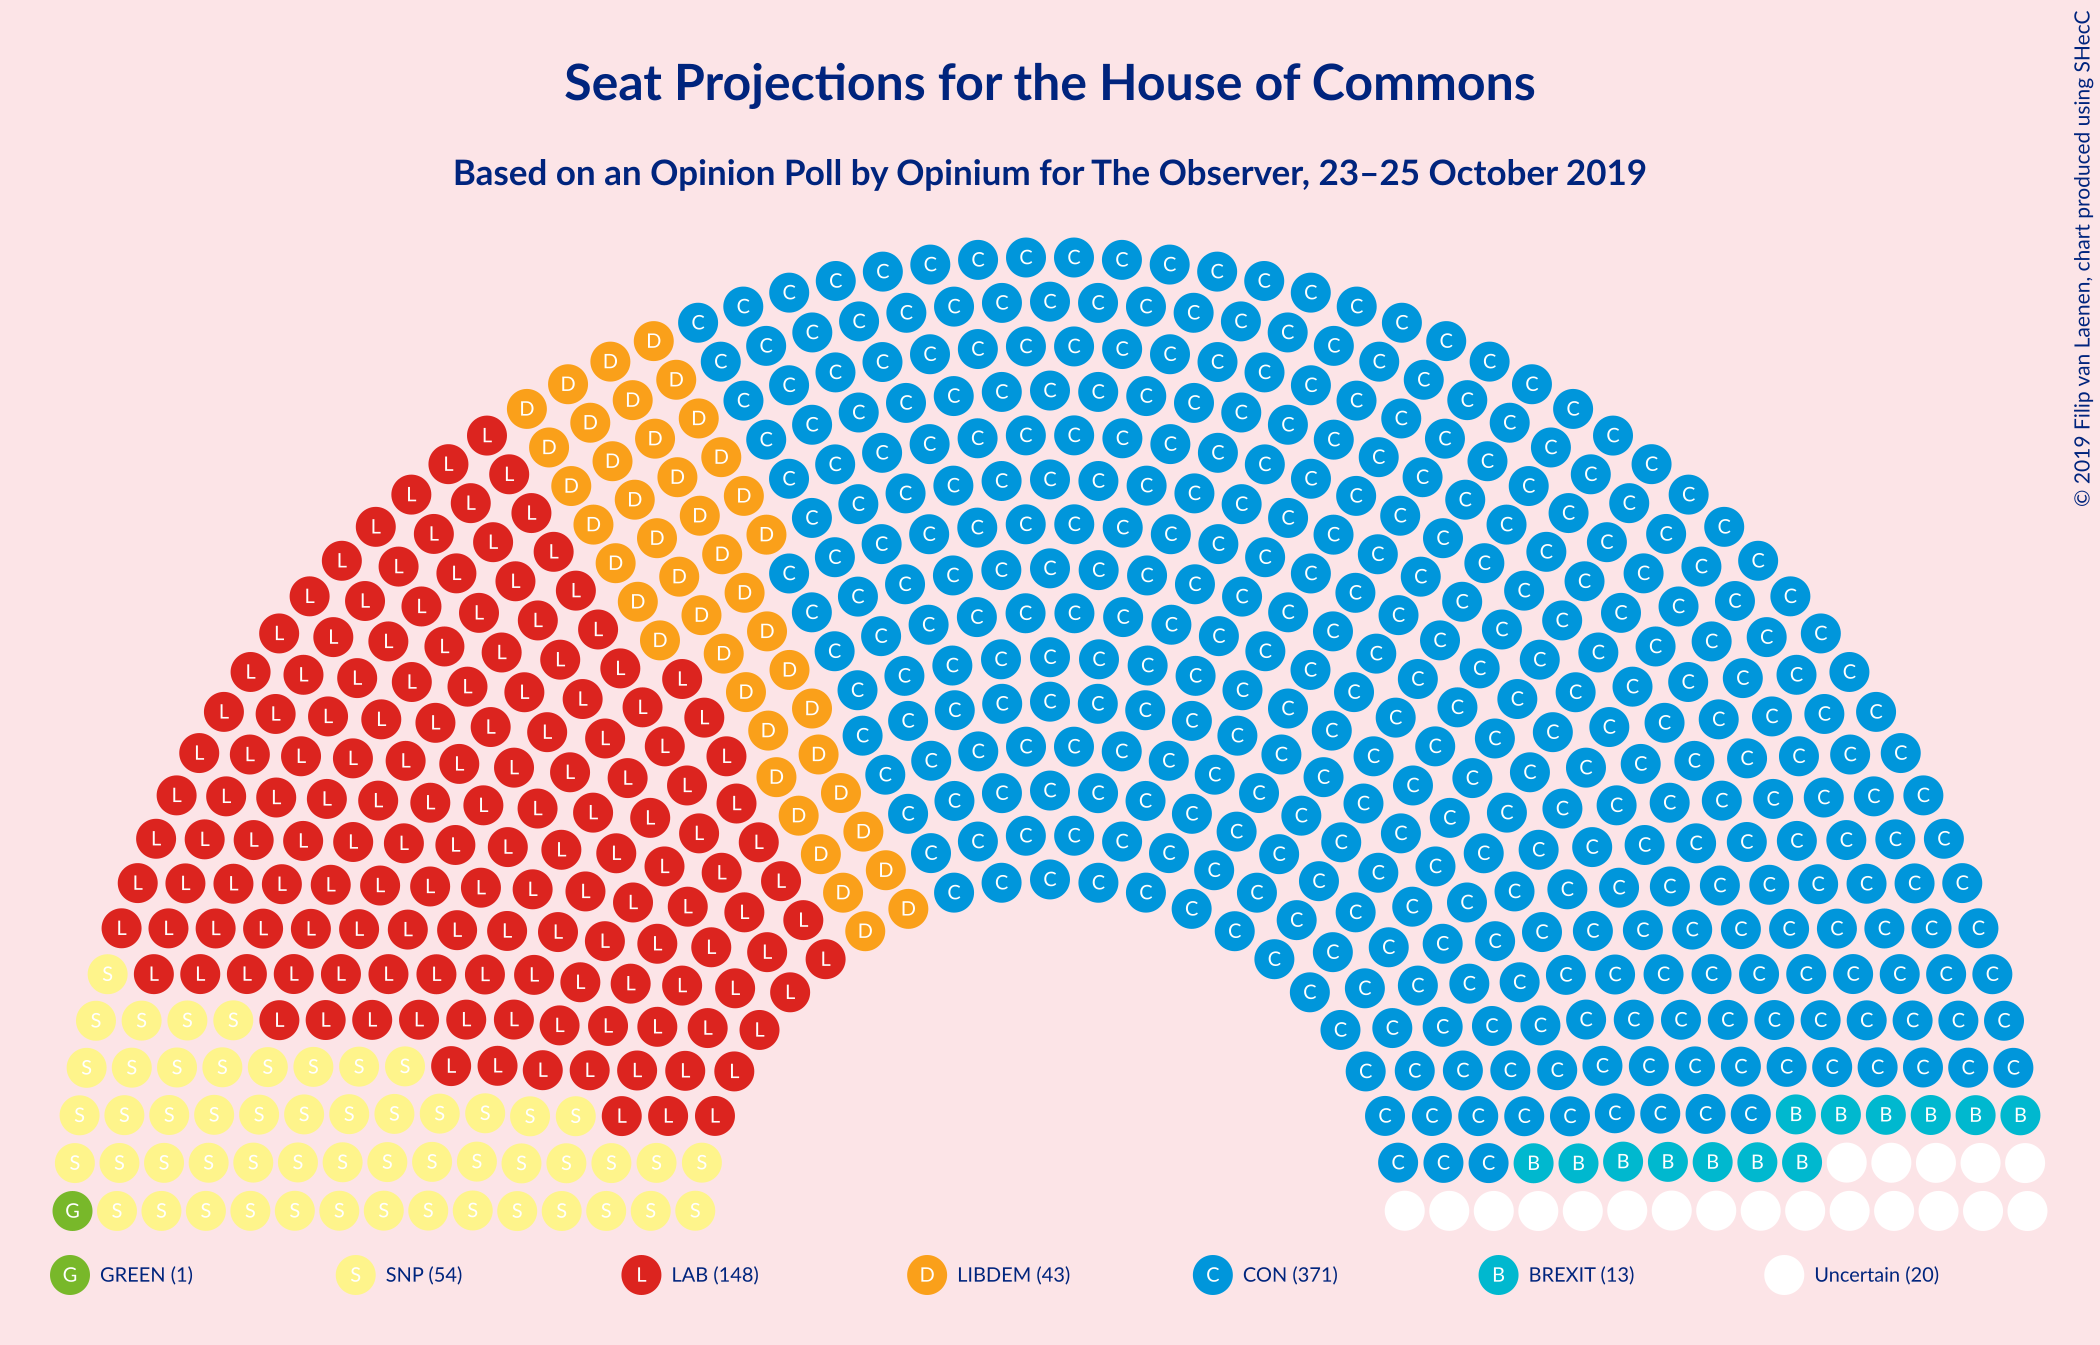 Seat Projections for the House of Commons
Based on an Opinion Poll by Opinium for The Observer, 23–25 October 2019
© 2019 Filip van Laenen, chart produced using SHecC
G GREEN (1) S SNP (54) L LAB (148) D LIBDEM (43) C CON (371) B BREXIT (13) Uncertain (20)